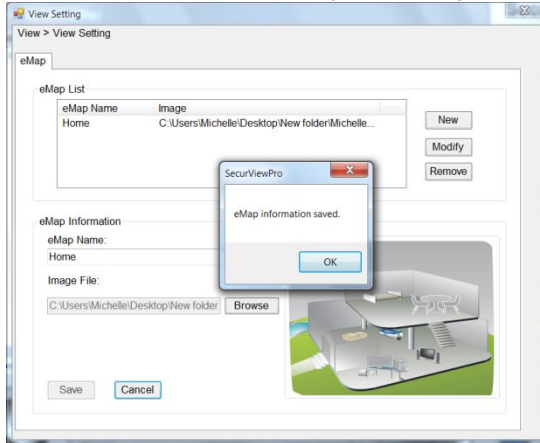 View Setting
View > View Setting
eMap
eMap List
eMap Name Image
Home C:\Users\Michelle\Desktop\New folder\Michelle...
New
Modify
Remove
SecurViewPro
eMap information saved.
OK
eMap Information
eMap Name:
Home
Image File:
C:\Users\Michelle\Desktop\New folder Browse
Save Cancel